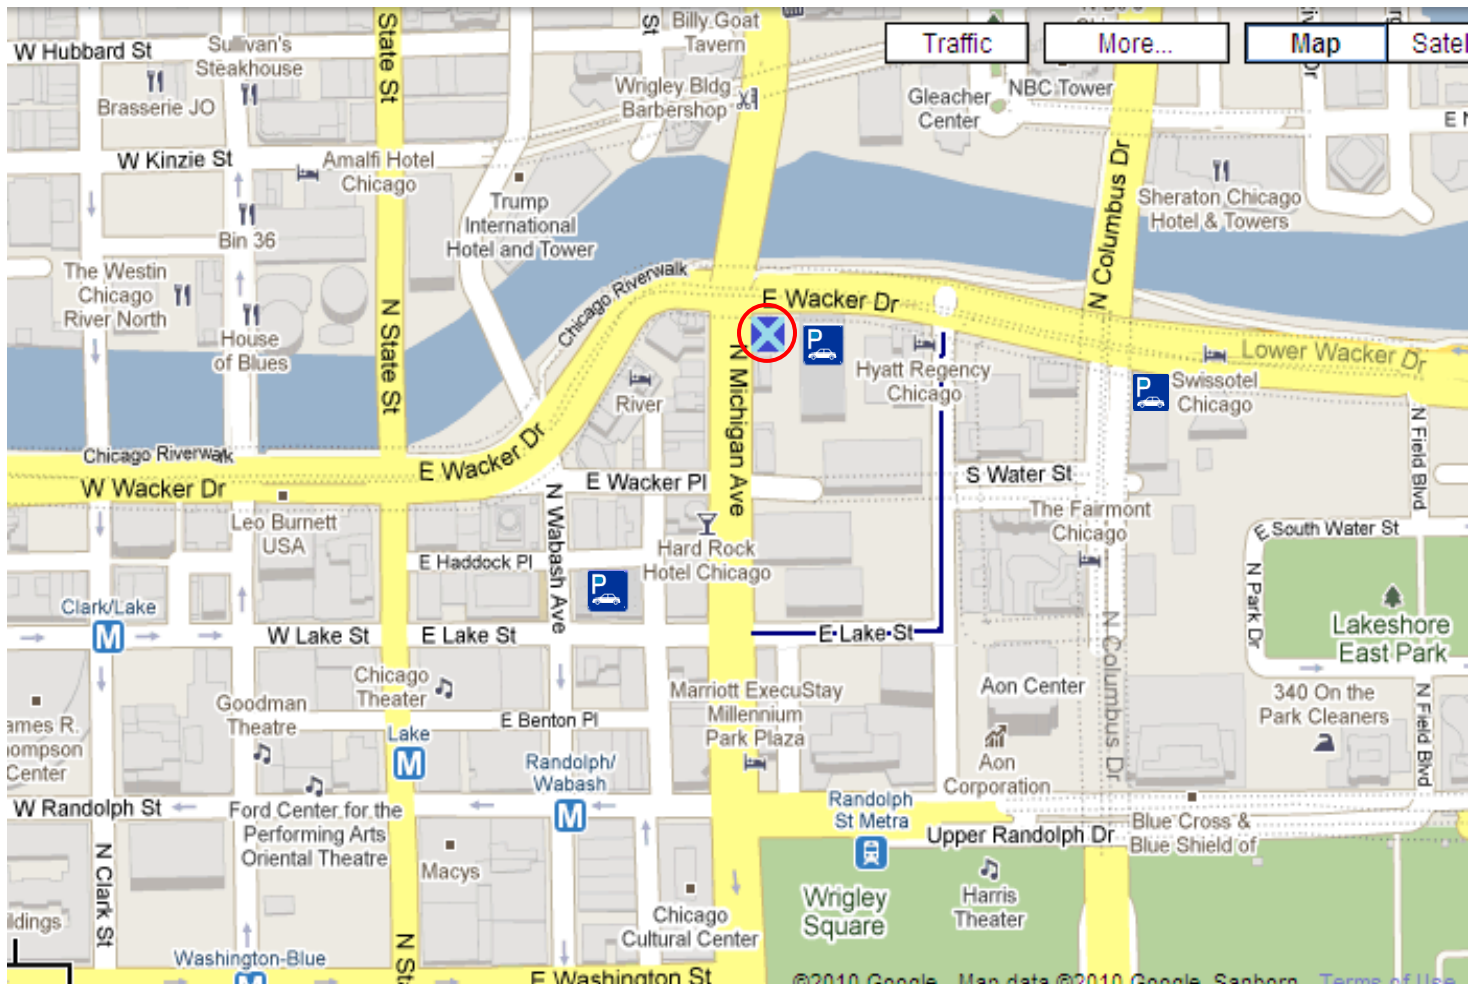 State St
St
Billy Goat
Tavern
W Hubbard St
Sullivan's
Steakhouse
Traffic
More...
Map
Brasserie JO
Wrigley Bldg
Barbershop
Gleacher
Center
NBC Tower
W Kinzie St
Amalfi Hotel
Chicago
Trump
International
Hotel and Tower
N Columbus Dr
Sheraton Chicago
Hotel & Towers
Bin 36
The Westin
Chicago
River North
House
of Blues
N State St
Chicago Riverwalk
E Wacker Dr
Lower Wacker Dr
N Michigan Ave
P
Hyatt Regency
Chicago
P
Swissotel
Chicago
River
N Field Blvd
Chicago Riverwalk
W Wacker Dr
E Wacker Dr
E Wacker Pl
S Water St
Leo Burnett
USA
N Wabash Ave
Hard Rock
Hotel Chicago
The Fairmont
Chicago
E South Water St
E Haddock Pl
P
N Park Dr
Clark/Lake
M
W Lake St
E Lake St
E Lake St
N Columbus Dr
Lakeshore
East Park
Chicago
Theater
Goodman
Theatre
Marriott ExecuStay
Millennium
Park Plaza
Aon Center
340 On the
Park Cleaners
N Field Blvd
James R.
Thompson
Center
E Benton Pl
Lake
M
Randolph/
Wabash
M
Aon
Corporation
W Randolph St
Ford Center for the
Performing Arts
Oriental Theatre
Randolph
St Metra
Upper Randolph Dr
Blue Cross &
Blue Shield of
N Clark St
Macys
Wrigley
Square
Harris
Theater
Chicago
Cultural Center
Washington-Blue
M
E Washington St
©2010 Google - Map data ©2010 Google, Sanborn - Terms of Use